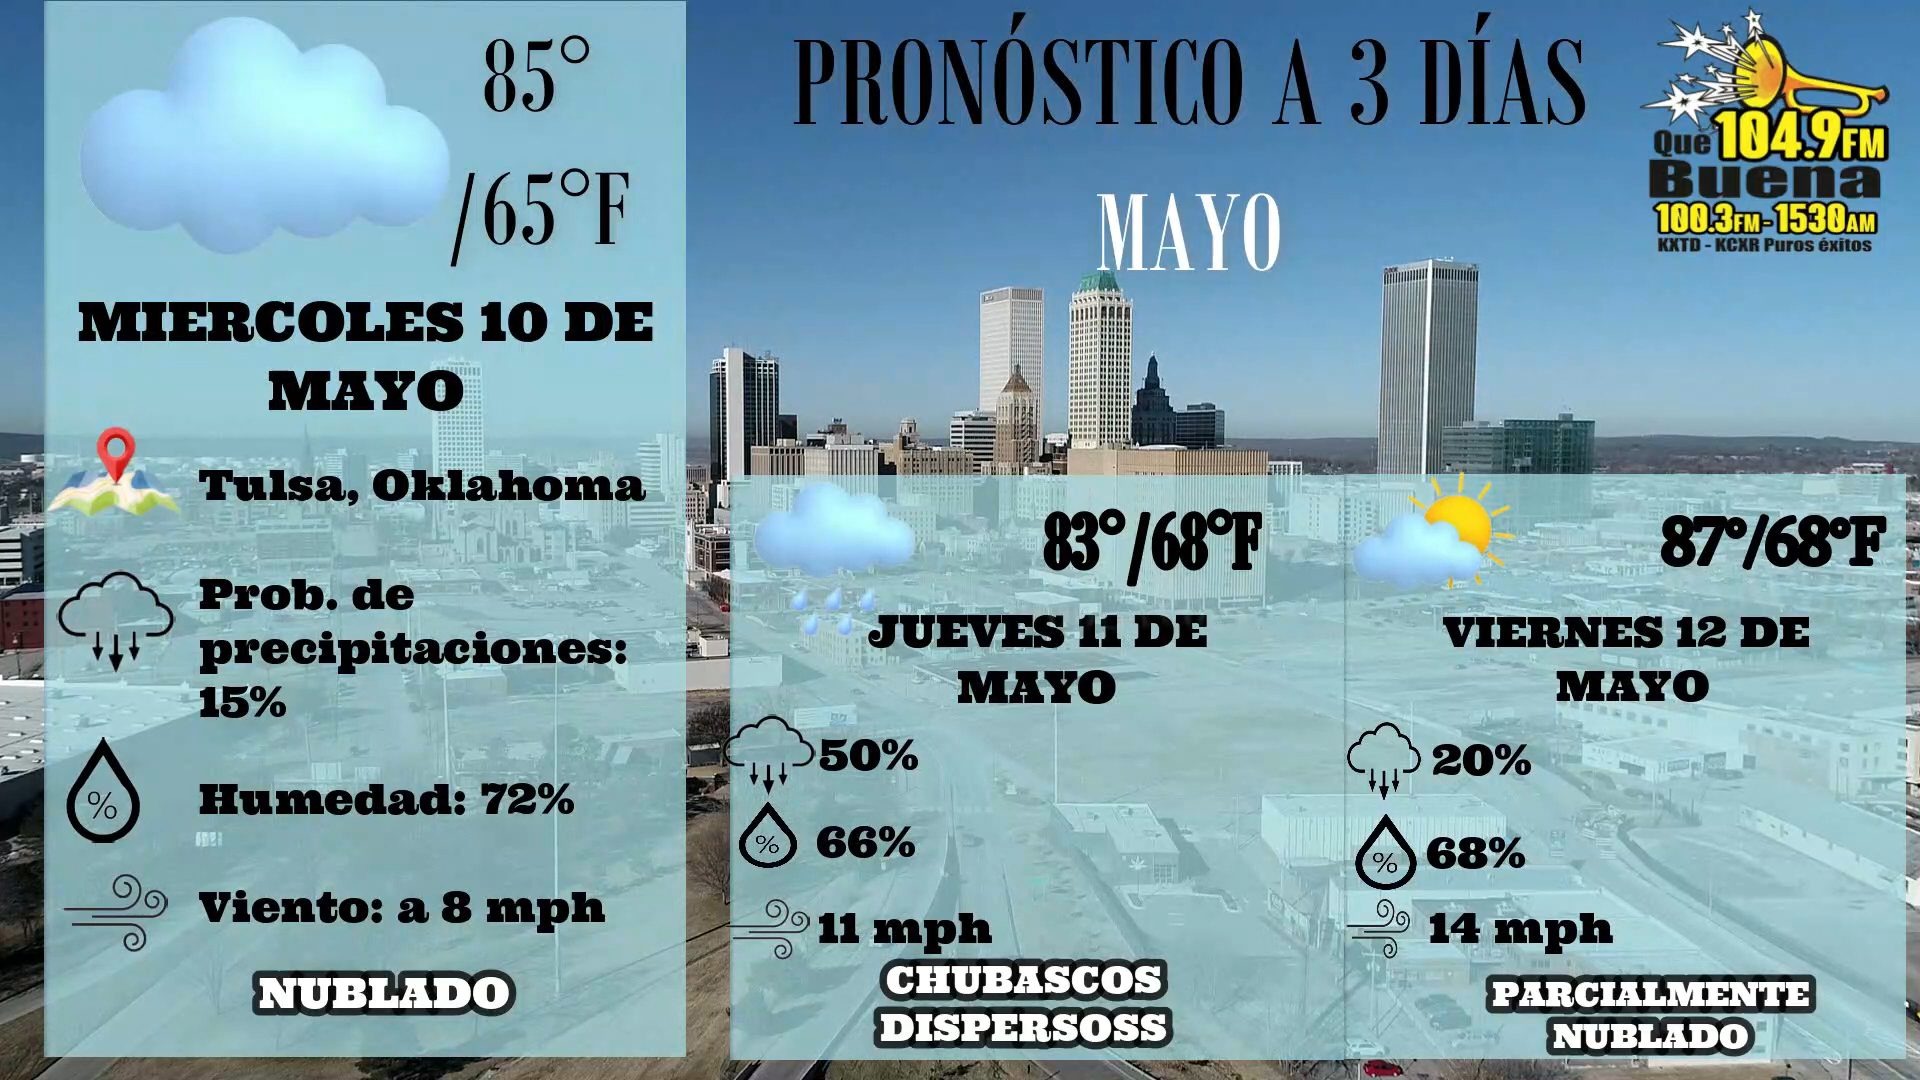 85°
/65°F
MIERCOLES 10 DE
MAYO
Tulsa, Oklahoma
Prob. de
precipitaciones:
15%
%
Humedad: 72%
Viento: a 8 mph
NUBLADO
PRONÓSTICO A 3 DÍAS
MAYO
Que 104.9FM
Buena
100.3FM-1530AM
KXTD - KCXR Puros éxitos
83°/68°F
JUEVES 11 DE
MAYO
50%
%
66%
11 mph
CHUBASCOS
DISPERSOSS
87°/68°F
VIERNES 12 DE
MAYO
20%
%
68%
14 mph
PARCIALMENTE
NUBLADO